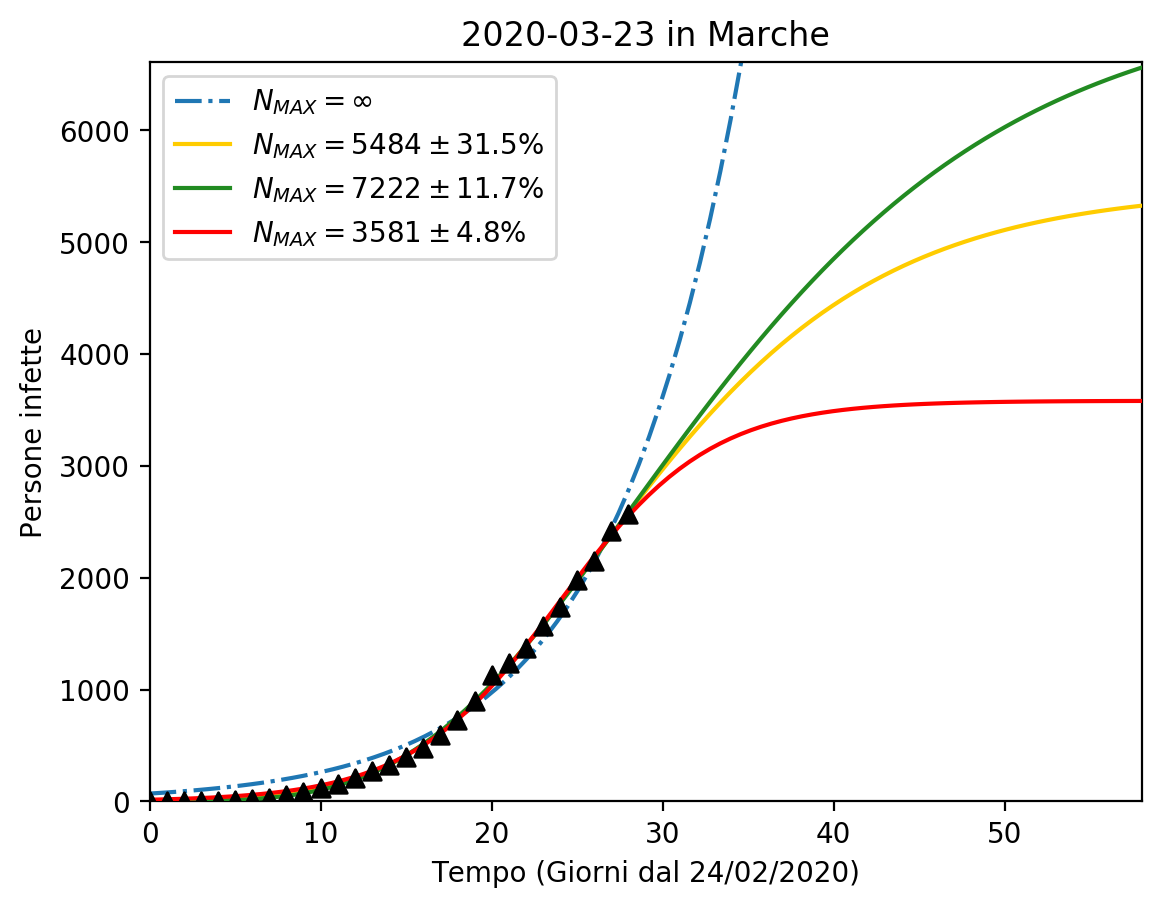 2020-03-23 in Marche
N_MAX = ∞
N_MAX = 5484 ± 31.5%
N_MAX = 7222 ± 11.7%
N_MAX = 3581 ± 4.8%
Persone infette
6000
5000
4000
3000
2000
1000
0
0 10 20 30 40 50
Tempo (Giorni dal 24/02/2020)